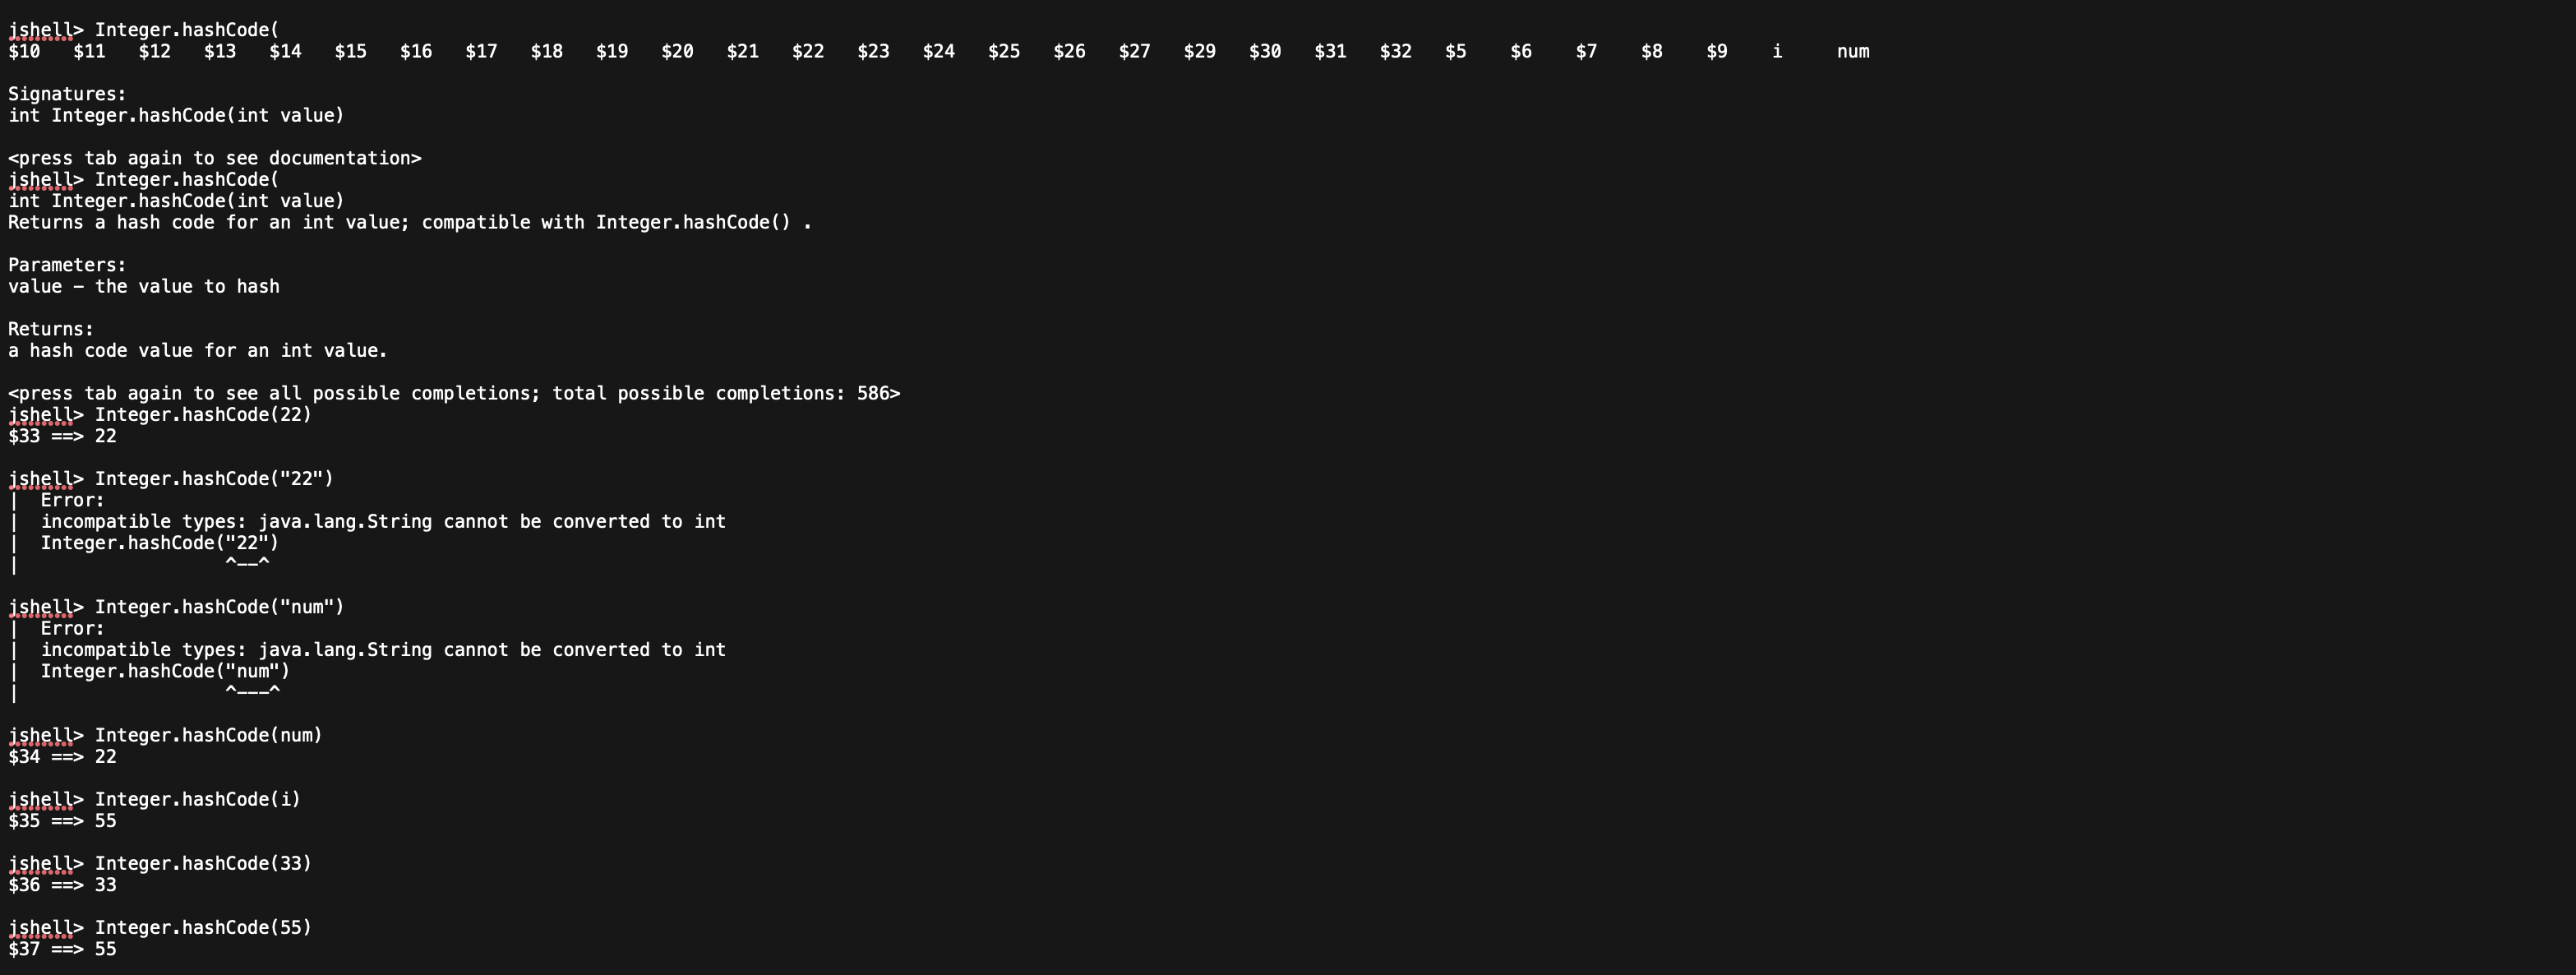 jshell> Integer.hashCode(
$10   $11   $12   $13   $14   $15   $16   $17   $18   $19   $20   $21   $22   $23   $24   $25   $26   $27   $29   $30   $31   $32   $5    $6    $7    $8    $9    i     num
Signatures:
int Integer.hashCode(int value)
<press tab again to see documentation>
jshell> Integer.hashCode(
int Integer.hashCode(int value)
Returns a hash code for an int value; compatible with Integer.hashCode() .
Parameters:
value – the value to hash
Returns:
a hash code value for an int value.
<press tab again to see all possible completions; total possible completions: 586>
jshell> Integer.hashCode(22)
$33 ==> 22
jshell> Integer.hashCode("22")
|  Error:
|  incompatible types: java.lang.String cannot be converted to int
|  Integer.hashCode("22")
|                   ^--^
jshell> Integer.hashCode("num")
|  Error:
|  incompatible types: java.lang.String cannot be converted to int
|  Integer.hashCode("num")
|                   ^---^
jshell> Integer.hashCode(num)
$34 ==> 22
jshell> Integer.hashCode(i)
$35 ==> 55
jshell> Integer.hashCode(33)
$36 ==> 33
jshell> Integer.hashCode(55)
$37 ==> 55